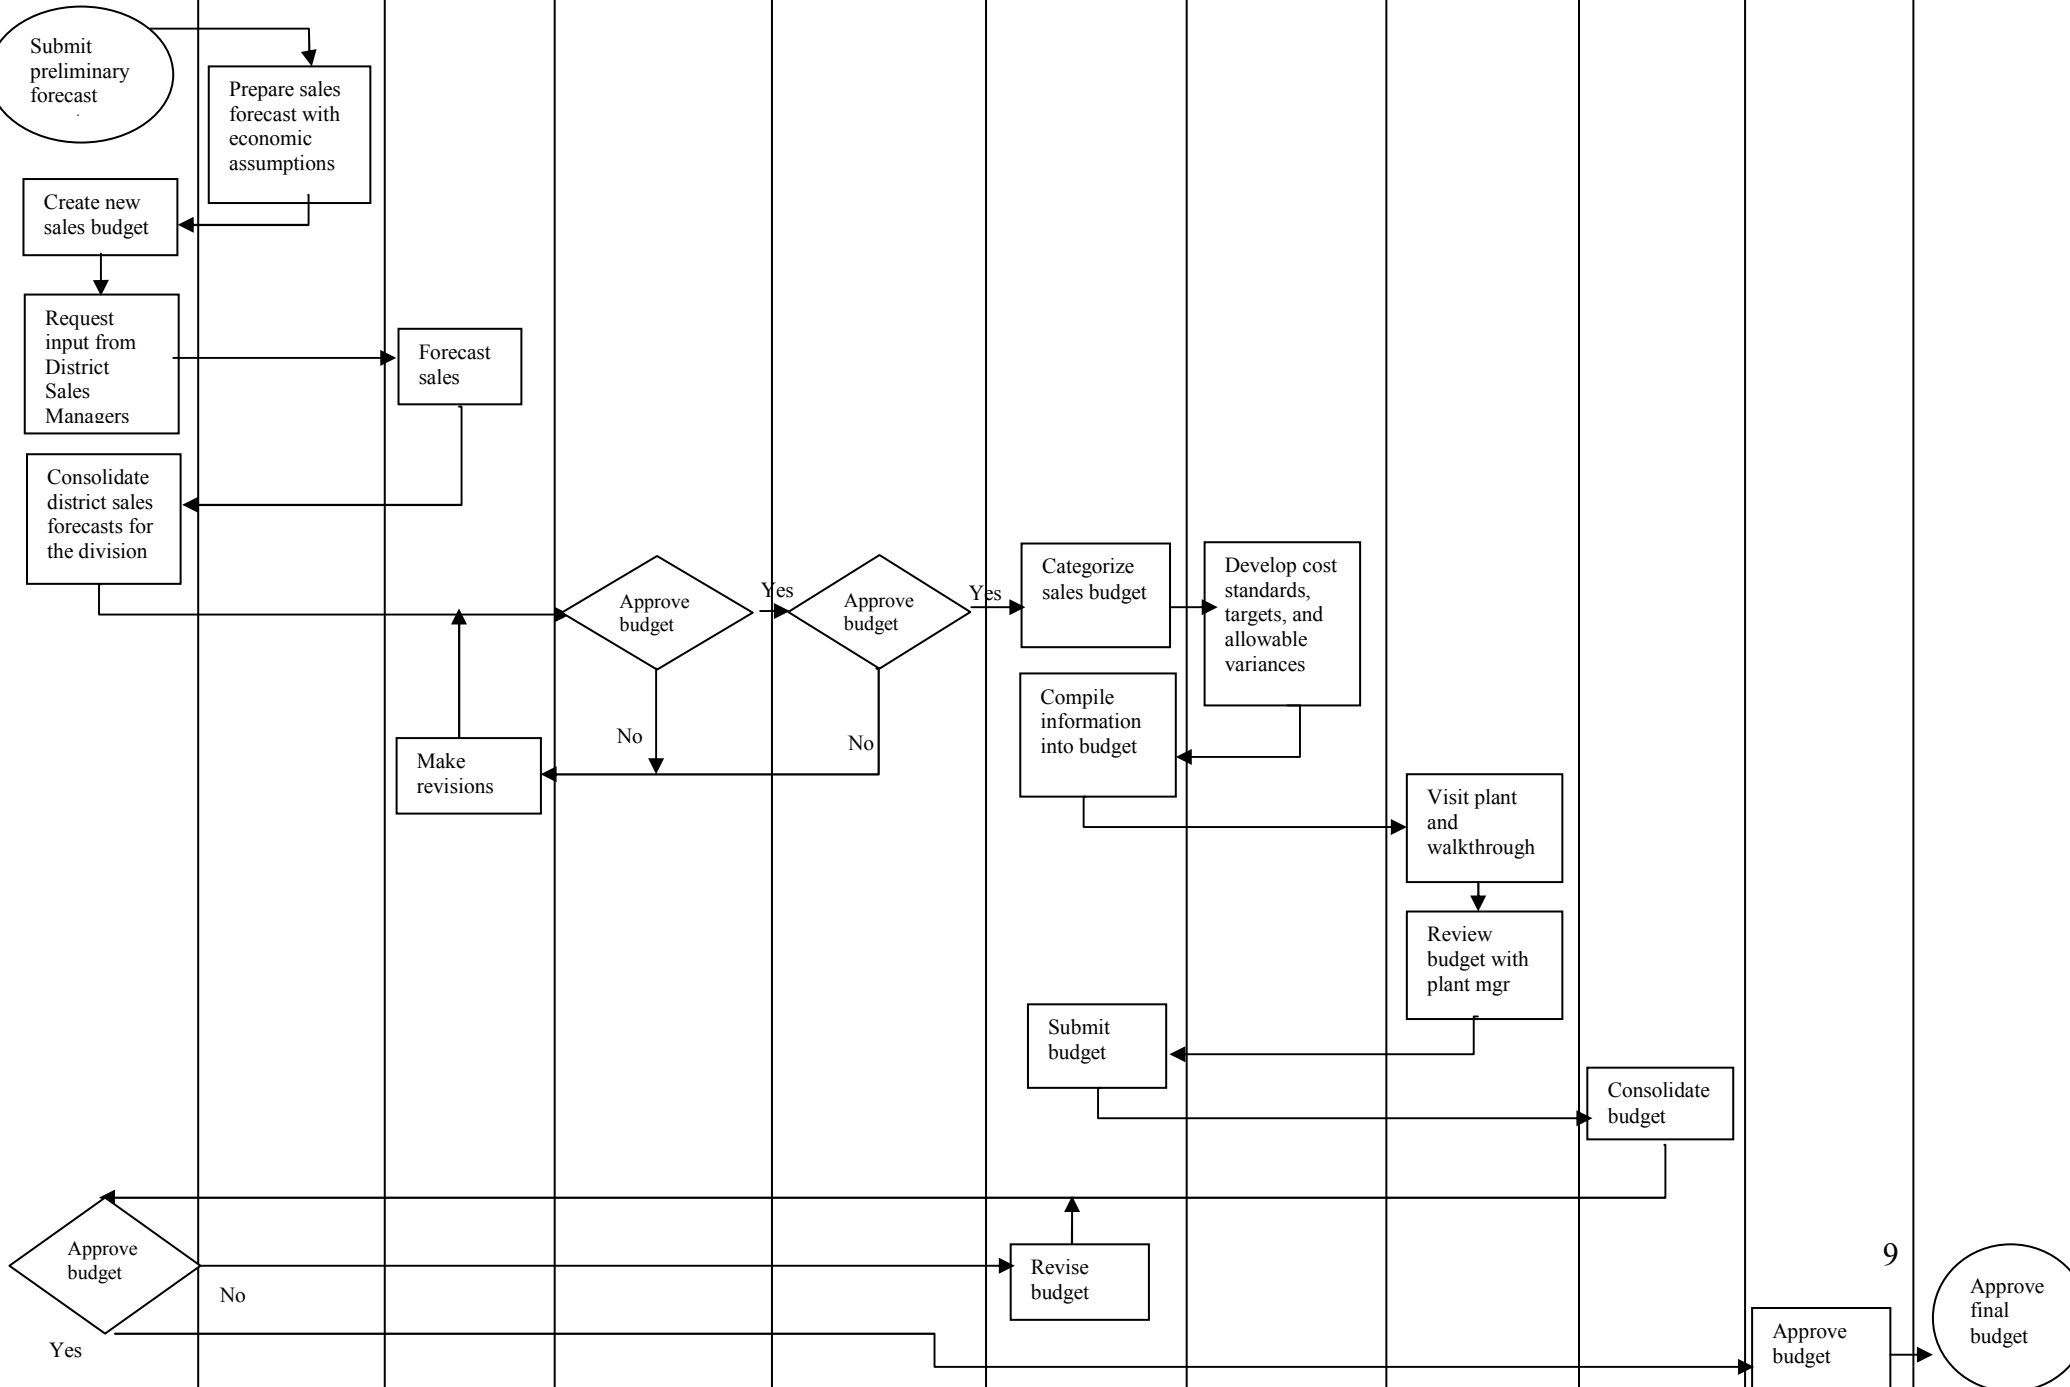 Submit
preliminary
forecast
Prepare sales
forecast with
economic
assumptions
Create new
sales budget
Request
input from
District
Sales
Managers
Forecast
sales
Consolidate
district sales
forecasts for
the division
Approve
budget
Yes
Approve
budget
Yes
Categorize
sales budget
Develop cost
standards,
targets, and
allowable
variances
Compile
information
into budget
No
No
Make
revisions
Visit plant
and
walkthrough
Review
budget with
plant mgr
Submit
budget
Consolidate
budget
Approve
budget
No
Yes
Revise
budget
9
Approve
budget
Approve
final
budget